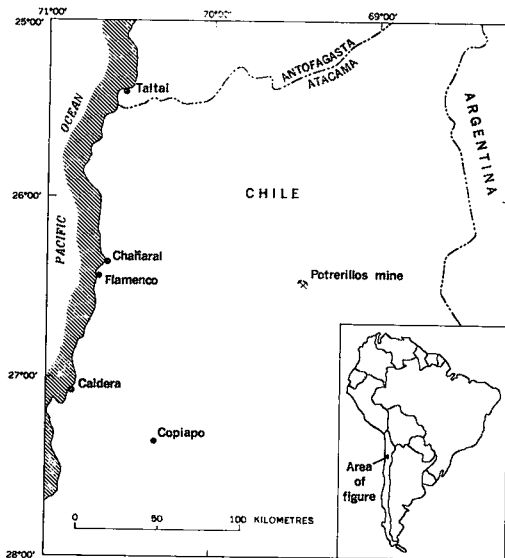 71°00'
70°00'
69°00'
25°00'
Taltal
ANTOFAGASTA
ATACAMA
ARGENTINA
OCEAN
26°00'
CHILE
PACIFIC
Chañaral
Flamenco
Potrerillos mine
27°00'
Caldera
Copiapo
Area
of
figure
0 50 100 KILOMETRES
28°00'